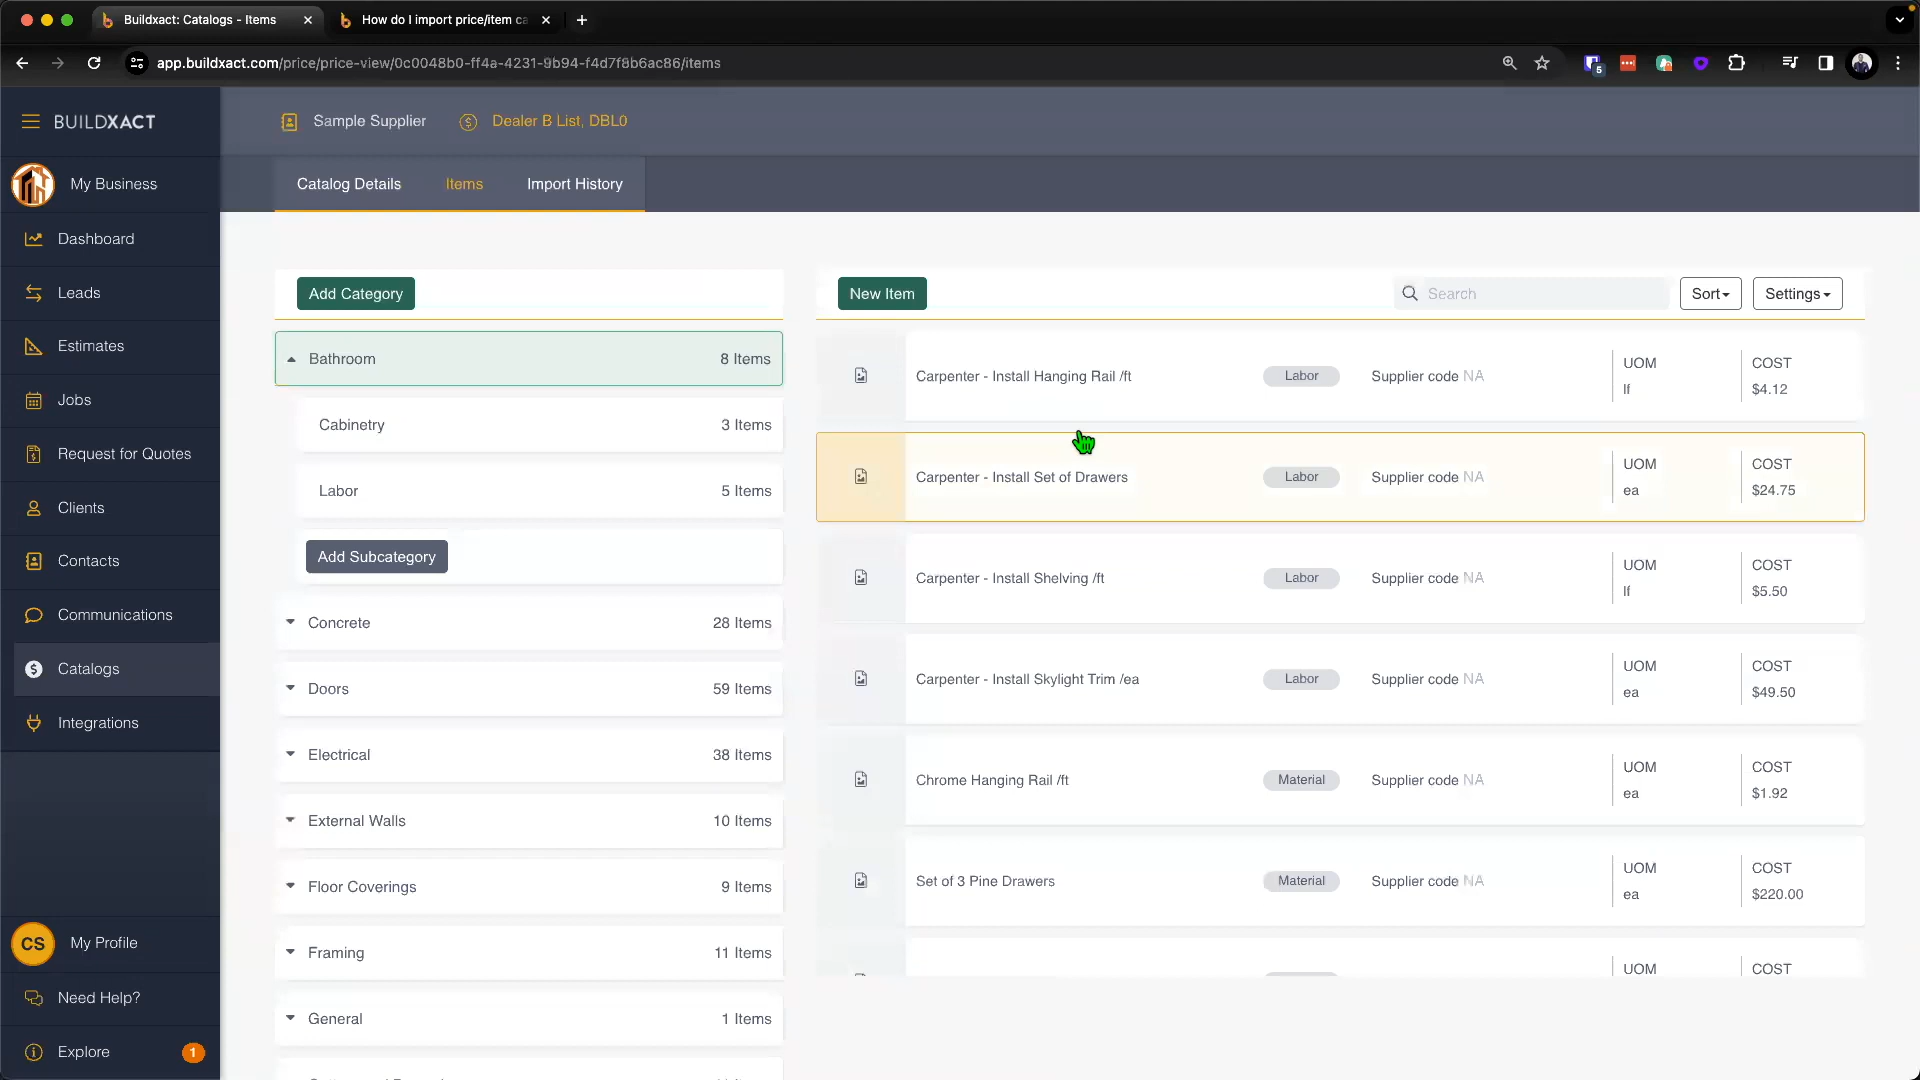 Buildxact: Catalogs - Items
How do I import price/item ca
app.buildxact.com/price/price-view/0c0048b0-ff4a-4231-9b94-f4d7f8b6ac86/items
5
BUILDXACT
Sample Supplier
Dealer B List, DBL0
My Business
Catalog Details
Items
Import History
Dashboard
Leads
Estimates
Jobs
Request for Quotes
Clients
Contacts
Communications
Catalogs
Integrations
CS
My Profile
Need Help?
Explore
1
Add Category
Bathroom
8 Items
Cabinetry
3 Items
Labor
5 Items
Add Subcategory
Concrete
28 Items
Doors
59 Items
Electrical
38 Items
External Walls
10 Items
Floor Coverings
9 Items
Framing
11 Items
General
1 Items
New Item
Search
Sort
Settings
Carpenter - Install Hanging Rail /ft
Labor
Supplier code NA
UOM
lf
COST
$4.12
Carpenter - Install Set of Drawers
Labor
Supplier code NA
UOM
ea
COST
$24.75
Carpenter - Install Shelving /ft
Labor
Supplier code NA
UOM
lf
COST
$5.50
Carpenter - Install Skylight Trim /ea
Labor
Supplier code NA
UOM
ea
COST
$49.50
Chrome Hanging Rail /ft
Material
Supplier code NA
UOM
ea
COST
$1.92
Set of 3 Pine Drawers
Material
Supplier code NA
UOM
ea
COST
$220.00
UOM
COST